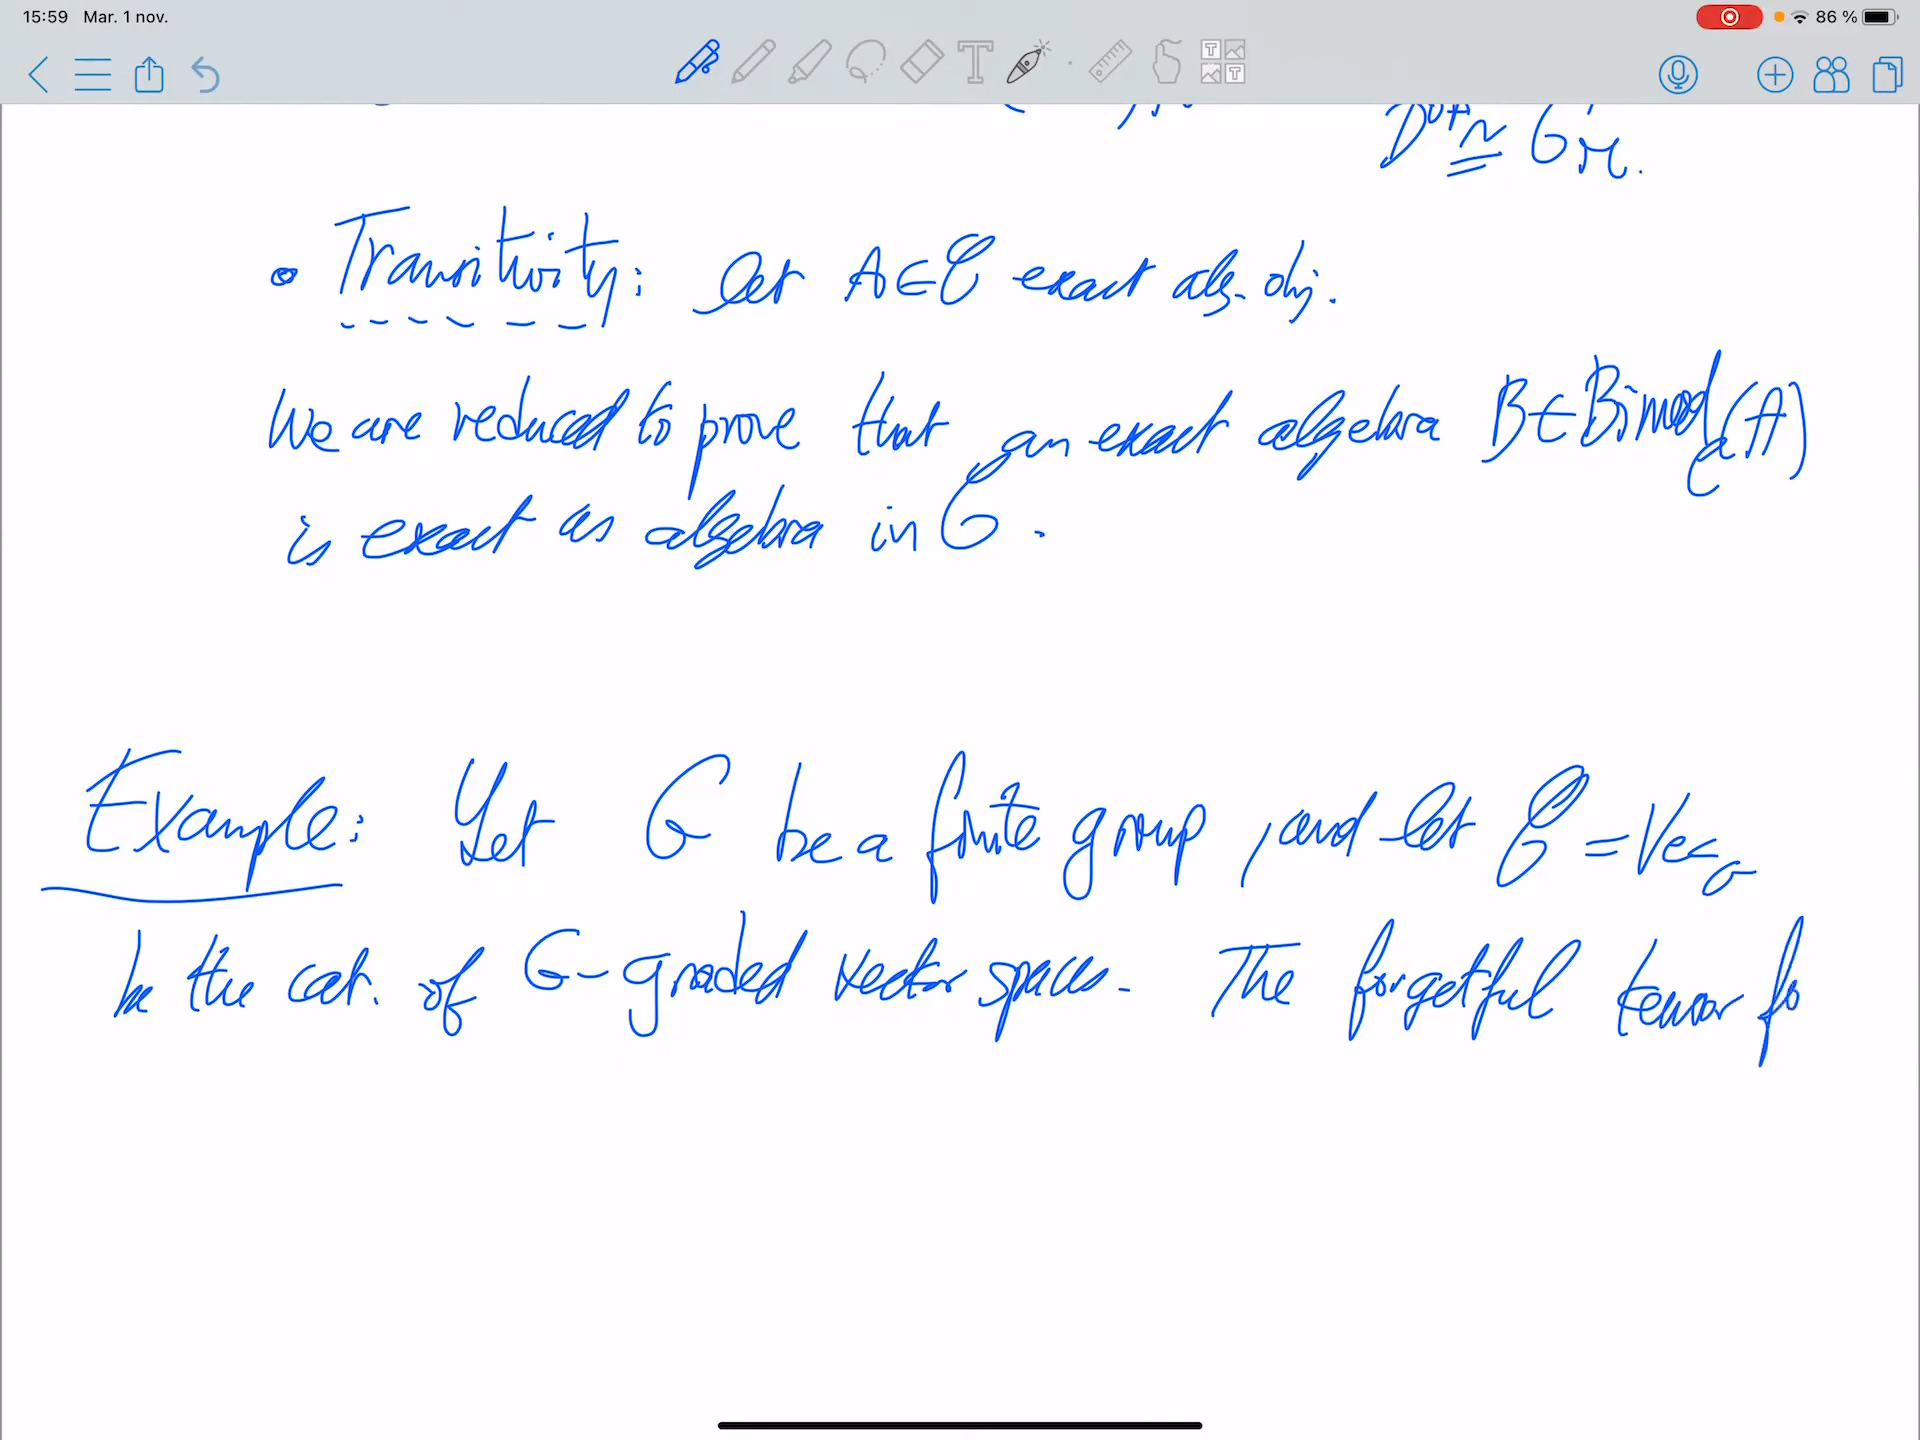 15:59 Mar. 1 nov. 86 %
D^op ≅ C*_M.
• Transitivity: let A ∈ C exact alg. obj.
We are reduced to prove that an exact algebra B ∈ Bimod_C(A)
is exact as algebra in C.
Example: Let G be a finite group, and let C = Vec_G
be the cat. of G-graded vector spaces. The forgetful tensor fo